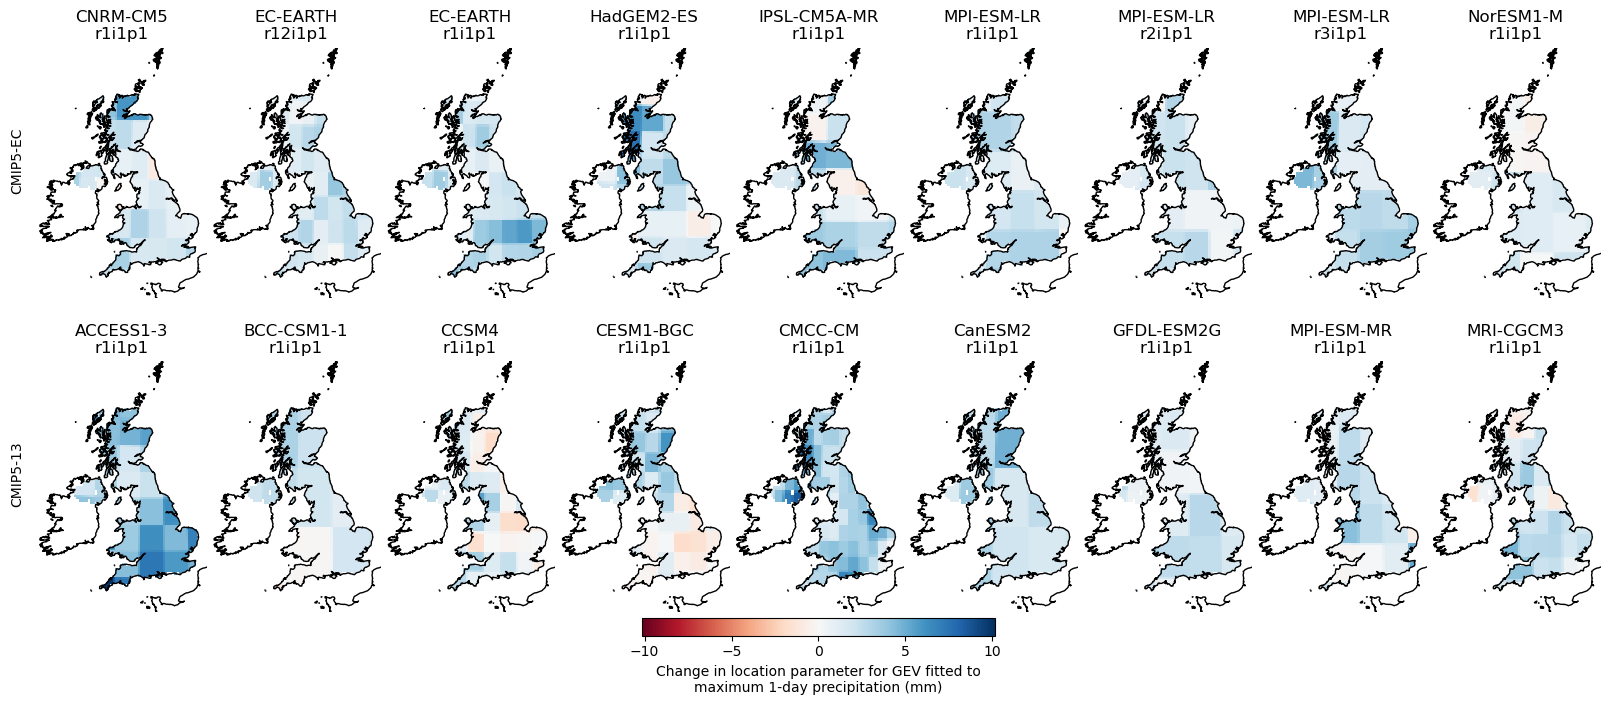 CNRM-CM5 EC-EARTH EC-EARTH HadGEM2-ES IPSL-CM5A-MR MPI-ESM-LR MPI-ESM-LR MPI-ESM-LR NorESM1-M
r1i1p1 r12i1p1 r1i1p1 r1i1p1 r1i1p1 r1i1p1 r2i1p1 r3i1p1 r1i1p1
CMIP5-EC
ACCESS1-3 BCC-CSM1-1 CCSM4 CESM1-BGC CMCC-CM CanESM2 GFDL-ESM2G MPI-ESM-MR MRI-CGCM3
r1i1p1 r1i1p1 r1i1p1 r1i1p1 r1i1p1 r1i1p1 r1i1p1 r1i1p1 r1i1p1
CMIP5-13
−10 −5 0 5 10
Change in location parameter for GEV fitted to
maximum 1-day precipitation (mm)